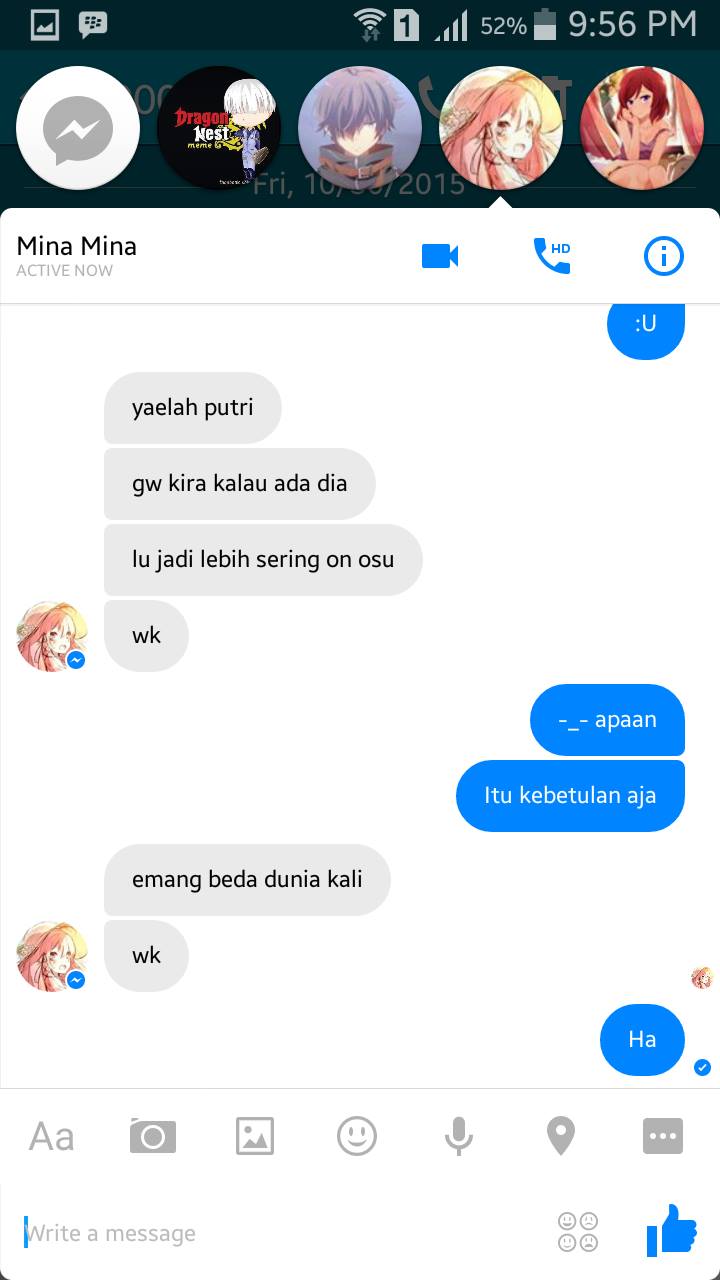 1 52% 9:56 PM
Dragon
Nest
meme
Fri, 10/30/2015
Mina Mina
HD
ACTIVE NOW
:U
yaelah putri
gw kira kalau ada dia
lu jadi lebih sering on osu
wk
-_- apaan
Itu kebetulan aja
emang beda dunia kali
wk
Ha
Aa
Write a message